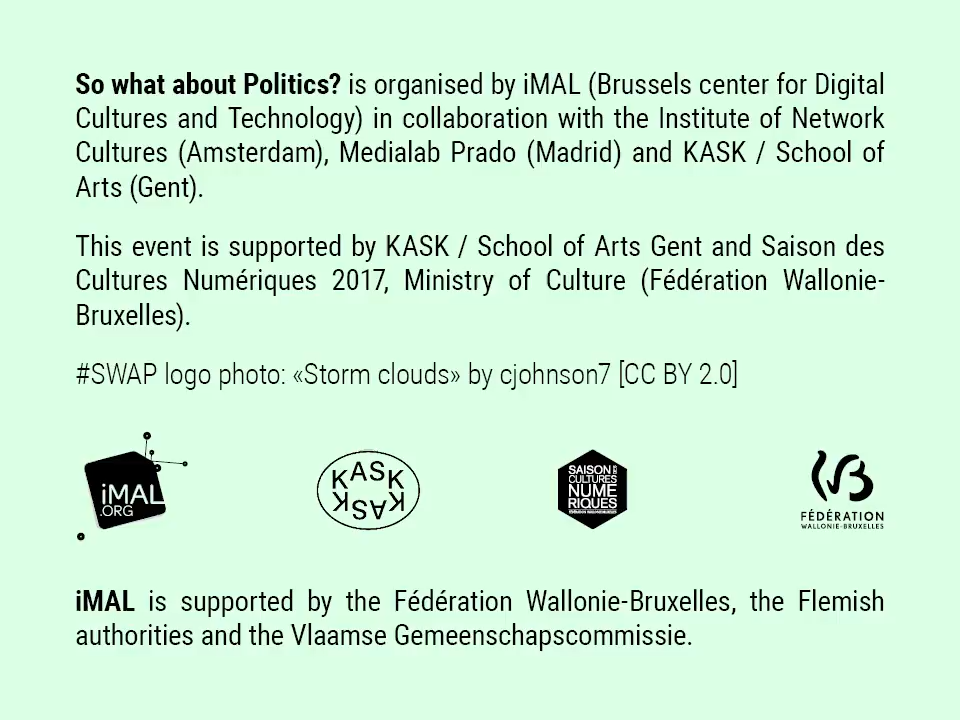 So what about Politics? is organised by iMAL (Brussels center for Digital
Cultures and Technology) in collaboration with the Institute of Network
Cultures (Amsterdam), Medialab Prado (Madrid) and KASK / School of
Arts (Gent).
This event is supported by KASK / School of Arts Gent and Saison des
Cultures Numériques 2017, Ministry of Culture (Fédération Wallonie-
Bruxelles).
#SWAP logo photo: «Storm clouds» by cjohnson7 [CC BY 2.0]
iMAL
.ORG
KASK
KASK
SAISON DES
CULTURES
NUME
RIQUES
FÉDÉRATION WALLONIE-BRUXELLES
FÉDÉRATION
WALLONIE-BRUXELLES
iMAL is supported by the Fédération Wallonie-Bruxelles, the Flemish
authorities and the Vlaamse Gemeenschapscommissie.